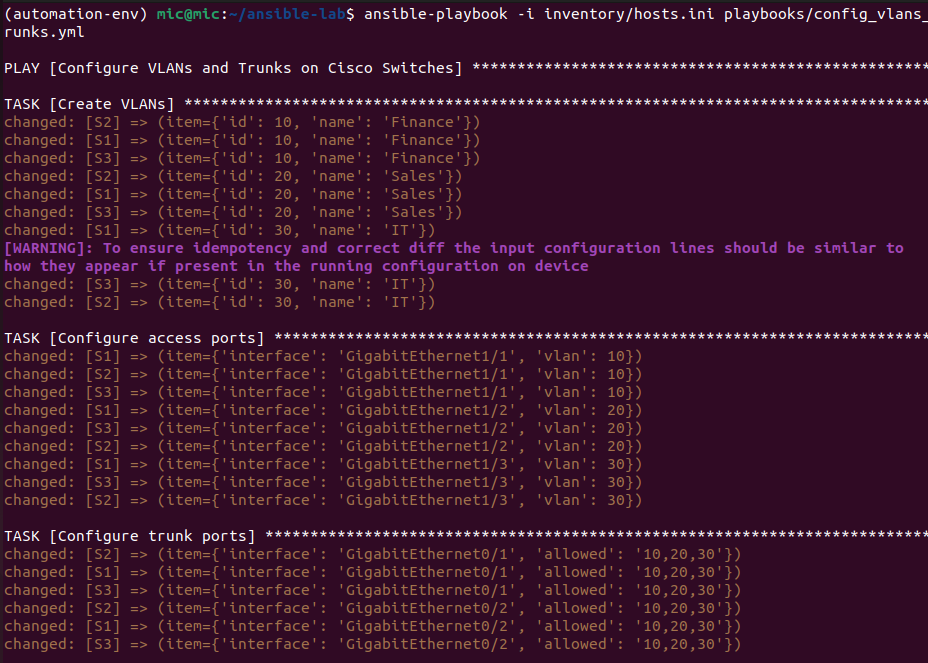 (automation-env) mic@mic:~/ansible-lab$ ansible-playbook -i inventory/hosts.ini playbooks/config_vlans_
runks.yml
PLAY [Configure VLANs and Trunks on Cisco Switches] ***************************************************
TASK [Create VLANs] ***********************************************************************************
changed: [S2] => (item={'id': 10, 'name': 'Finance'})
changed: [S1] => (item={'id': 10, 'name': 'Finance'})
changed: [S3] => (item={'id': 10, 'name': 'Finance'})
changed: [S2] => (item={'id': 20, 'name': 'Sales'})
changed: [S1] => (item={'id': 20, 'name': 'Sales'})
changed: [S3] => (item={'id': 20, 'name': 'Sales'})
changed: [S1] => (item={'id': 30, 'name': 'IT'})
[WARNING]: To ensure idempotency and correct diff the input configuration lines should be similar to
how they appear if present in the running configuration on device
changed: [S3] => (item={'id': 30, 'name': 'IT'})
changed: [S2] => (item={'id': 30, 'name': 'IT'})
TASK [Configure access ports] *************************************************************************
changed: [S1] => (item={'interface': 'GigabitEthernet1/1', 'vlan': 10})
changed: [S2] => (item={'interface': 'GigabitEthernet1/1', 'vlan': 10})
changed: [S3] => (item={'interface': 'GigabitEthernet1/1', 'vlan': 10})
changed: [S1] => (item={'interface': 'GigabitEthernet1/2', 'vlan': 20})
changed: [S3] => (item={'interface': 'GigabitEthernet1/2', 'vlan': 20})
changed: [S2] => (item={'interface': 'GigabitEthernet1/2', 'vlan': 20})
changed: [S1] => (item={'interface': 'GigabitEthernet1/3', 'vlan': 30})
changed: [S3] => (item={'interface': 'GigabitEthernet1/3', 'vlan': 30})
changed: [S2] => (item={'interface': 'GigabitEthernet1/3', 'vlan': 30})
TASK [Configure trunk ports] **************************************************************************
changed: [S2] => (item={'interface': 'GigabitEthernet0/1', 'allowed': '10,20,30'})
changed: [S1] => (item={'interface': 'GigabitEthernet0/1', 'allowed': '10,20,30'})
changed: [S3] => (item={'interface': 'GigabitEthernet0/1', 'allowed': '10,20,30'})
changed: [S2] => (item={'interface': 'GigabitEthernet0/2', 'allowed': '10,20,30'})
changed: [S1] => (item={'interface': 'GigabitEthernet0/2', 'allowed': '10,20,30'})
changed: [S3] => (item={'interface': 'GigabitEthernet0/2', 'allowed': '10,20,30'})